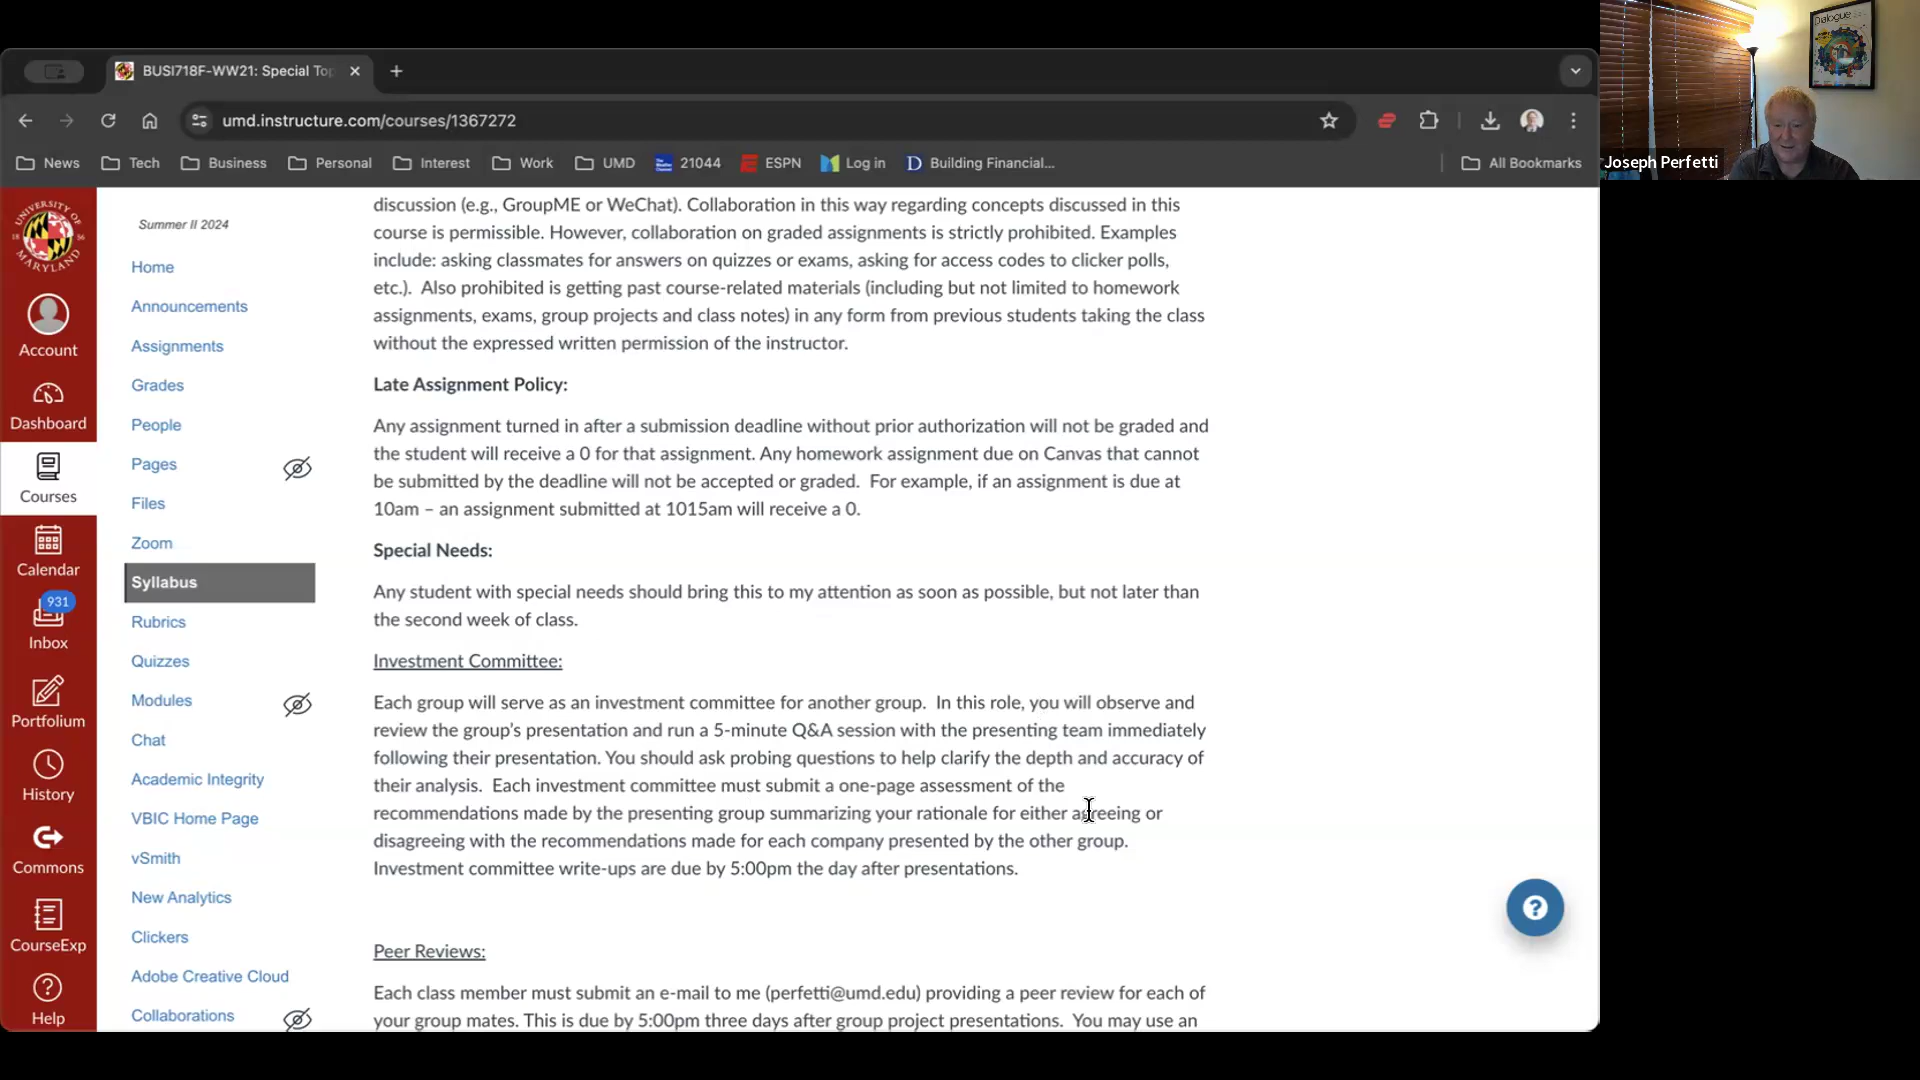 BUSI718F-WW21: Special Top
umd.instructure.com/courses/1367272
News
Tech
Business
Personal
Interest
Work
UMD
21044
ESPN
Log in
Building Financial...
All Bookmarks
Dialogue
Joseph Perfetti
UNIVERSITY OF
18 56
MARYLAND
Account
Dashboard
Courses
Calendar
931
Inbox
Portfolium
History
Commons
CourseExp
Help
Summer II 2024
Home
Announcements
Assignments
Grades
People
Pages
Files
Zoom
Syllabus
Rubrics
Quizzes
Modules
Chat
Academic Integrity
VBIC Home Page
vSmith
New Analytics
Clickers
Adobe Creative Cloud
Collaborations
discussion (e.g., GroupME or WeChat). Collaboration in this way regarding concepts discussed in this
course is permissible. However, collaboration on graded assignments is strictly prohibited. Examples
include: asking classmates for answers on quizzes or exams, asking for access codes to clicker polls,
etc.).  Also prohibited is getting past course-related materials (including but not limited to homework
assignments, exams, group projects and class notes) in any form from previous students taking the class
without the expressed written permission of the instructor.
Late Assignment Policy:
Any assignment turned in after a submission deadline without prior authorization will not be graded and
the student will receive a 0 for that assignment. Any homework assignment due on Canvas that cannot
be submitted by the deadline will not be accepted or graded.  For example, if an assignment is due at
10am – an assignment submitted at 1015am will receive a 0.
Special Needs:
Any student with special needs should bring this to my attention as soon as possible, but not later than
the second week of class.
Investment Committee:
Each group will serve as an investment committee for another group.  In this role, you will observe and
review the group's presentation and run a 5-minute Q&A session with the presenting team immediately
following their presentation. You should ask probing questions to help clarify the depth and accuracy of
their analysis.  Each investment committee must submit a one-page assessment of the
recommendations made by the presenting group summarizing your rationale for either agreeing or
disagreeing with the recommendations made for each company presented by the other group.
Investment committee write-ups are due by 5:00pm the day after presentations.
Peer Reviews:
Each class member must submit an e-mail to me (perfetti@umd.edu) providing a peer review for each of
your group mates. This is due by 5:00pm three days after group project presentations.  You may use an